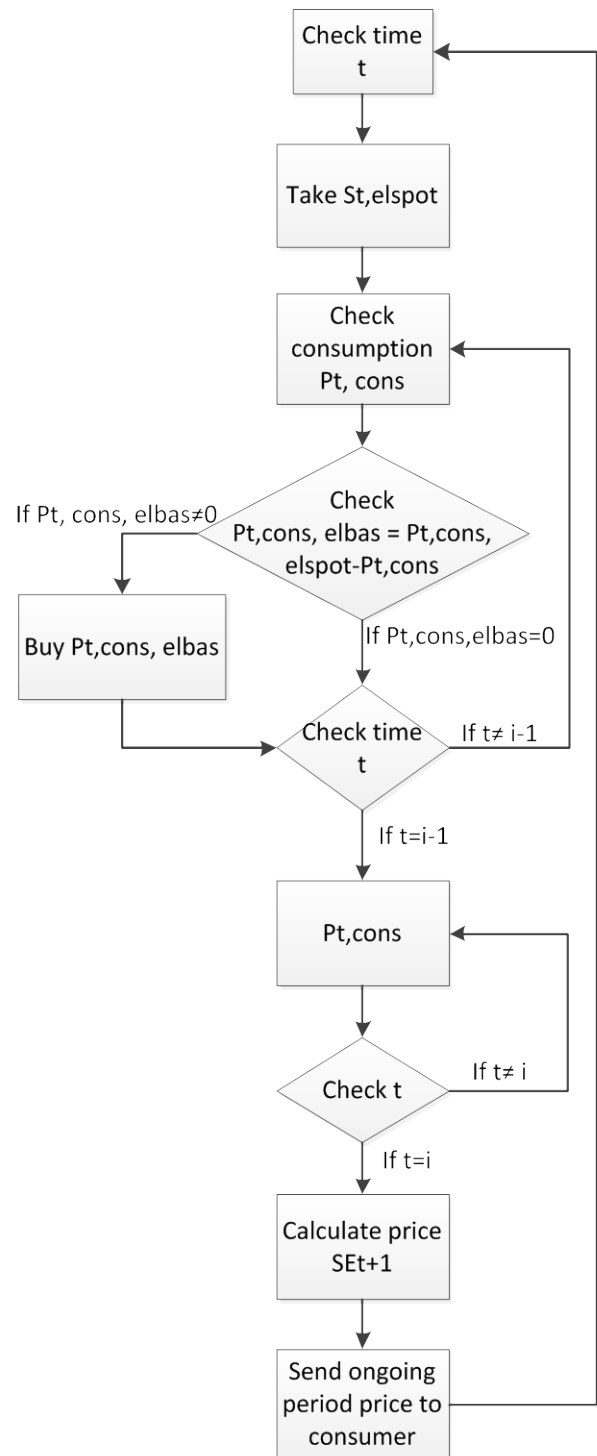 Check time
t
Take St,elspot
Check
consumption
Pt, cons
If Pt, cons, elbas≠0
Check
Pt,cons, elbas = Pt,cons,
elspot-Pt,cons
Buy Pt,cons, elbas
If Pt,cons,elbas=0
Check time
t
If t≠ i-1
If t=i-1
Pt,cons
Check t
If t≠ i
If t=i
Calculate price
SEt+1
Send ongoing
period price to
consumer